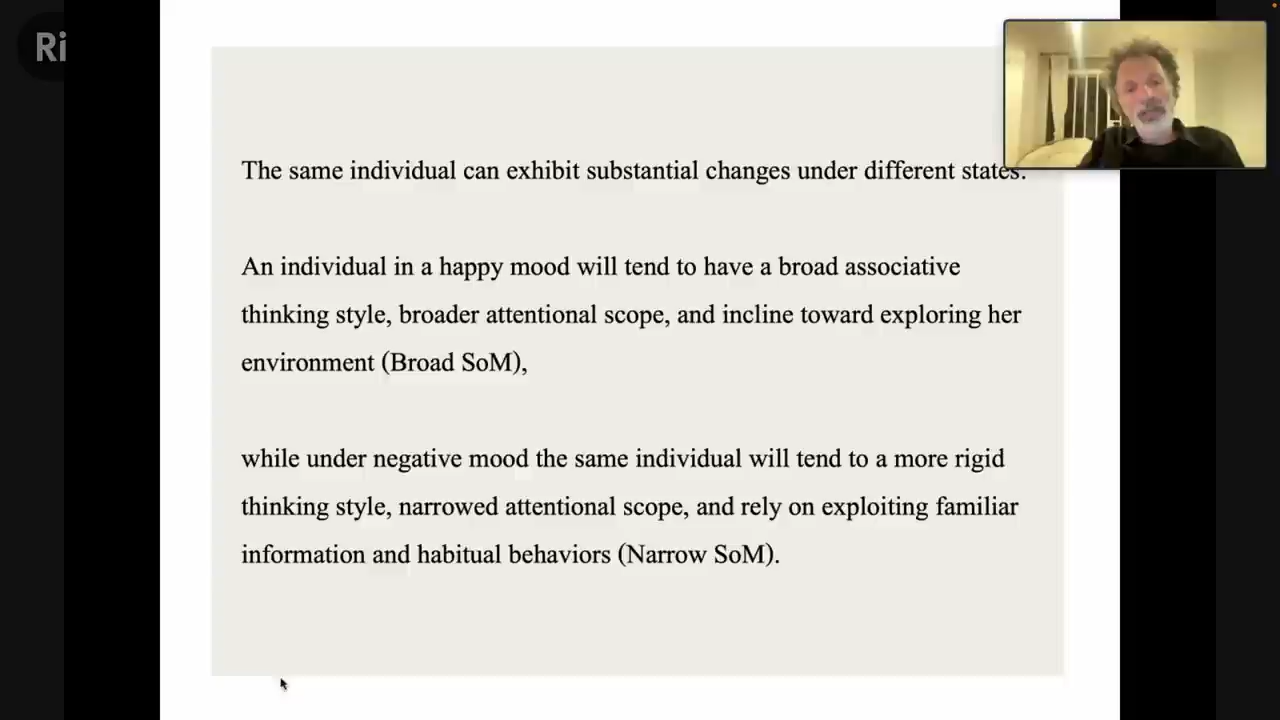 Ri
The same individual can exhibit substantial changes under different states.
An individual in a happy mood will tend to have a broad associative
thinking style, broader attentional scope, and incline toward exploring her
environment (Broad SoM),
while under negative mood the same individual will tend to a more rigid
thinking style, narrowed attentional scope, and rely on exploiting familiar
information and habitual behaviors (Narrow SoM).